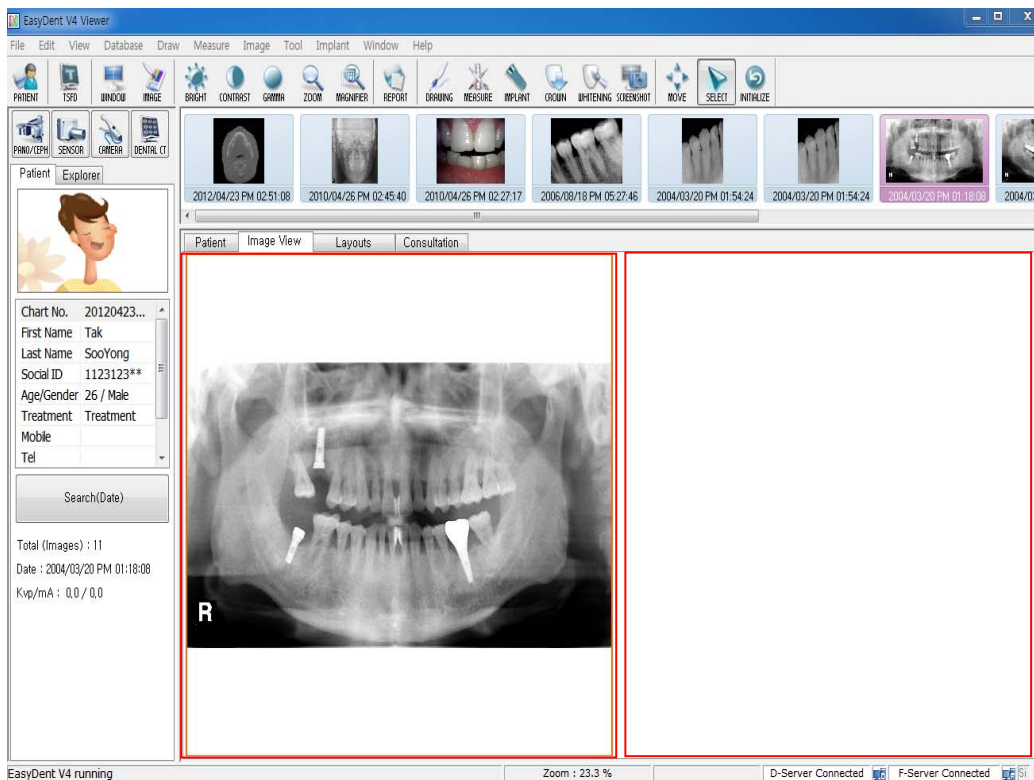 EasyDent V4 Viewer
File Edit View Database Draw Measure Image Tool Implant Window Help
PATIENT TSFD WINDOW IMAGE BRIGHT CONTRAST GAMMA ZOOM MAGNIFIER REPORT DRAWING MEASURE IMPLANT CROWN WHITENING SCREENSHOT MOVE SELECT INITIALIZE
PANO/CEPH SENSOR CAMERA DENTAL CT
2012/04/23 PM 02:51:08 2010/04/26 PM 02:45:40 2010/04/26 PM 02:27:17 2006/08/18 PM 05:27:46 2004/03/20 PM 01:54:24 2004/03/20 PM 01:54:24 2004/03/20 PM 01:18:08 2004/03
Patient Explorer
Patient Image View Layouts Consultation
Chart No. 20120423...
First Name Tak
Last Name SooYong
Social ID 1123123**
Age/Gender 26 / Male
Treatment Treatment
Mobile
Tel
Search(Date)
Total (Images) : 11
Date : 2004/03/20 PM 01:18:08
Kvp/mA : 0,0 / 0,0
R
EasyDent V4 running Zoom : 23.3 % D-Server Connected F-Server Connected